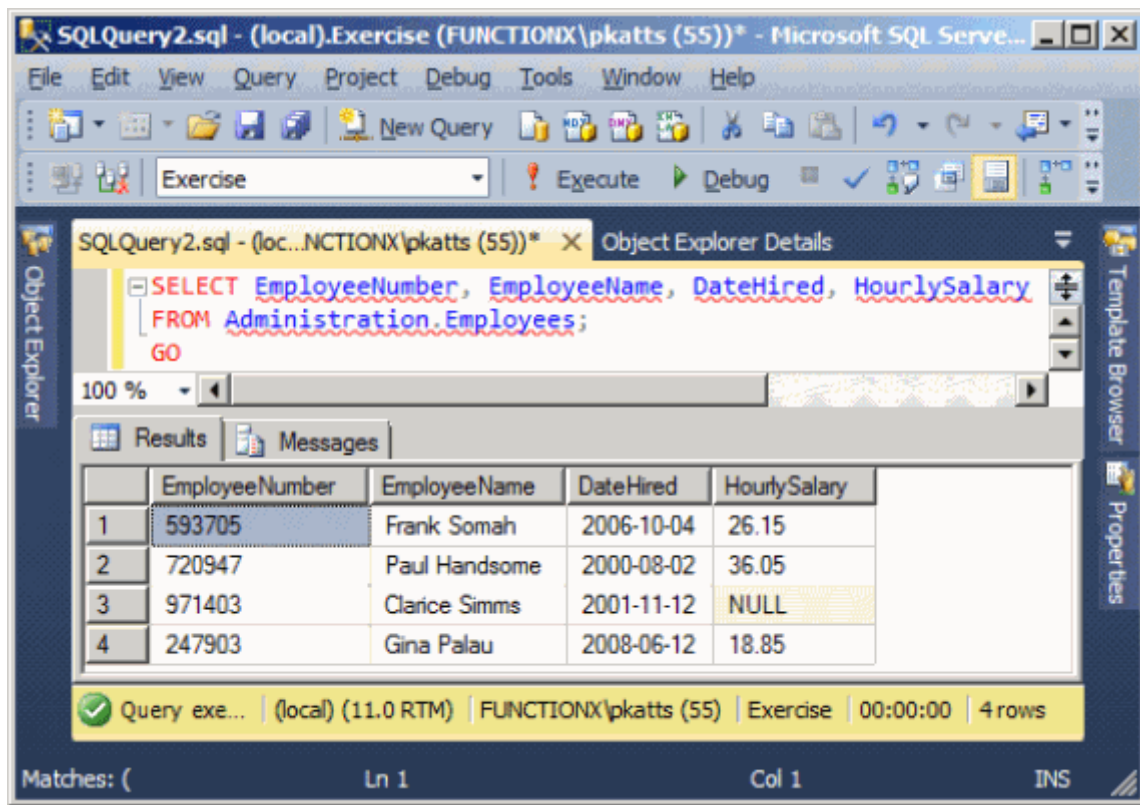 SQLQuery2.sql - (local).Exercise (FUNCTIONX\pkatts (55))* - Microsoft SQL Serve...
File Edit View Query Project Debug Tools Window Help
New Query
Exercise Execute Debug
SQLQuery2.sql - (loc...NCTIONX\pkatts (55))* Object Explorer Details
Object Explorer
SELECT EmployeeNumber, EmployeeName, DateHired, HourlySalary
FROM Administration.Employees;
GO
100 %
Results Messages
EmployeeNumber EmployeeName DateHired HourlySalary
1 593705 Frank Somah 2006-10-04 26.15
2 720947 Paul Handsome 2000-08-02 36.05
3 971403 Clarice Simms 2001-11-12 NULL
4 247903 Gina Palau 2008-06-12 18.85
Template Browser
Properties
Query exe... (local) (11.0 RTM) FUNCTIONX\pkatts (55) Exercise 00:00:00 4 rows
Matches: ( Ln 1 Col 1 INS